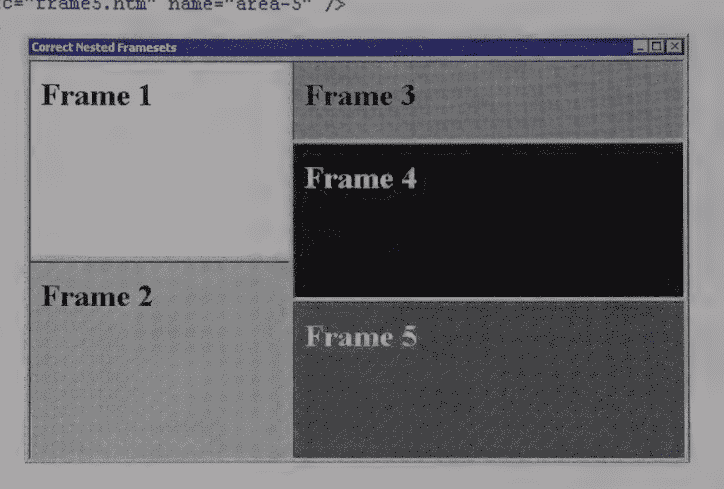 c="frame5.htm" name="area-5" />
Correct Nested Framesets
Frame 1
Frame 2
Frame 3
Frame 4
Frame 5